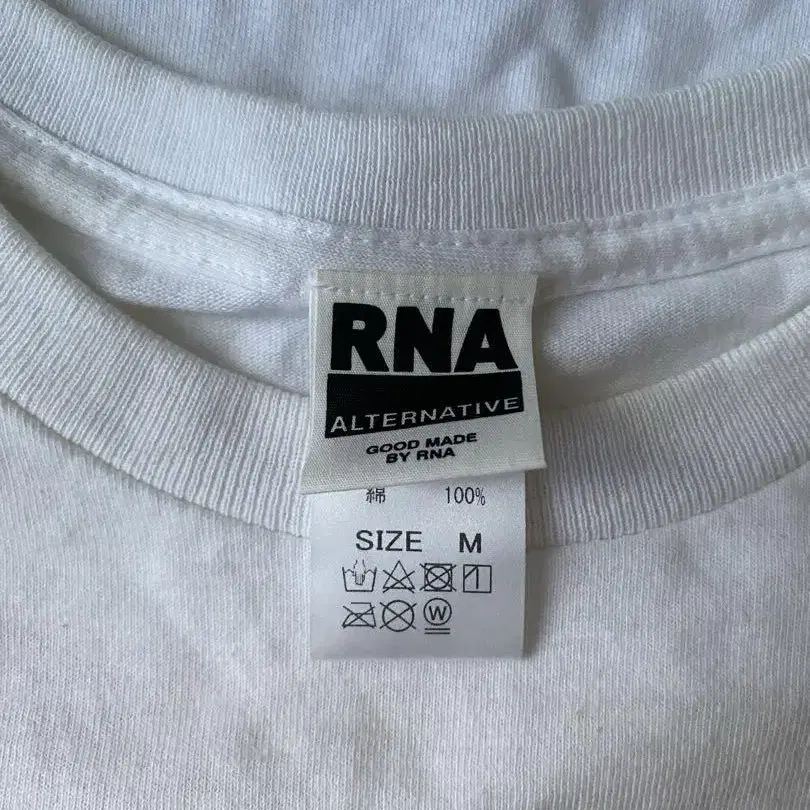 RNA
ALTERNATIVE
GOOD MADE
BY RNA
綿 100%
SIZE M
W